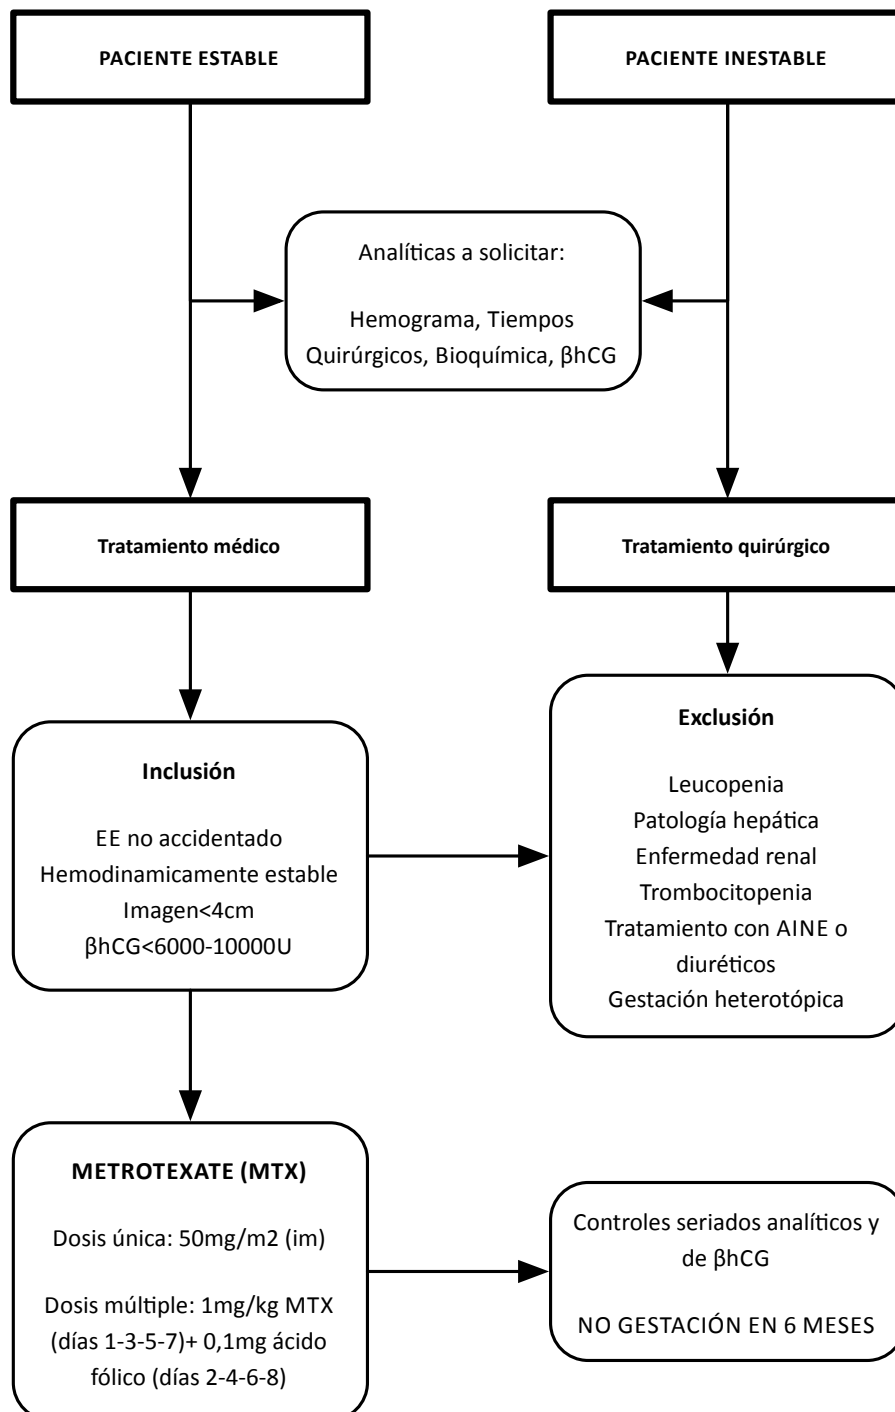 PACIENTE ESTABLE
PACIENTE INESTABLE
Analíticas a solicitar:
Hemograma, Tiempos
Quirúrgicos, Bioquímica, βhCG
Tratamiento médico
Tratamiento quirúrgico
Inclusión
EE no accidentado
Hemodinamicamente estable
Imagen<4cm
βhCG<6000-10000U
Exclusión
Leucopenia
Patología hepática
Enfermedad renal
Trombocitopenia
Tratamiento con AINE o
diuréticos
Gestación heterotópica
METROTEXATE (MTX)
Dosis única: 50mg/m2 (im)
Dosis múltiple: 1mg/kg MTX
(días 1-3-5-7)+ 0,1mg ácido
fólico (días 2-4-6-8)
Controles seriados analíticos y
de βhCG
NO GESTACIÓN EN 6 MESES